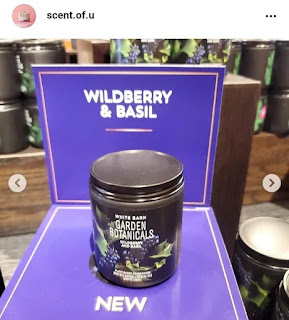 scent.of.u
WILDBERRY
& BASIL
WHITE BARN
GARDEN
BOTANICALS
WILDBERRY
AND BASIL
NEW